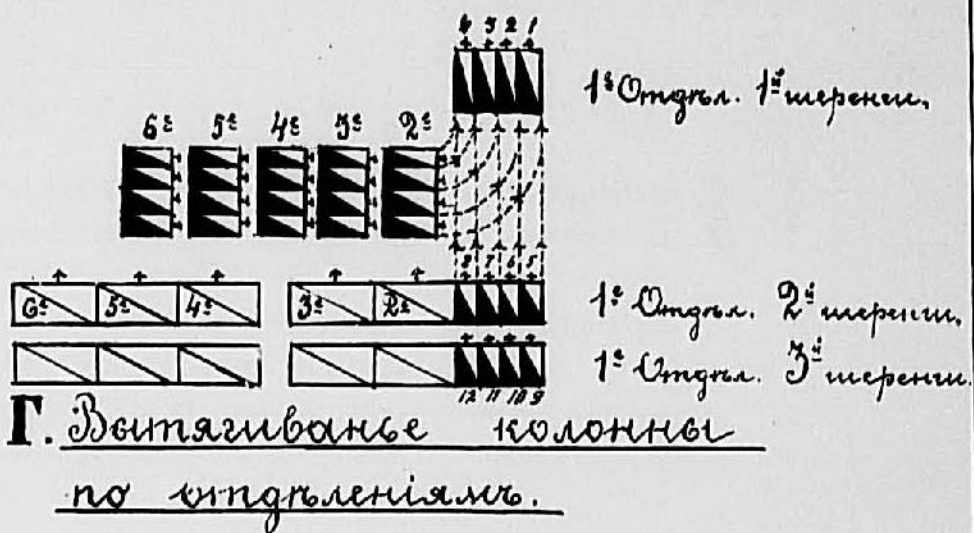 4 3 2 1
1е Отдѣл. 1й шеренги.
6е 5е 4е 3е 2е
8 7 6 5
6е 5е 4е 3е 2е
1е Отдѣл. 2й шеренги.
1е Отдѣл. 3й шеренги.
12 11 10 9
Г. Вытягиванье колонны
по отдѣленіямъ.